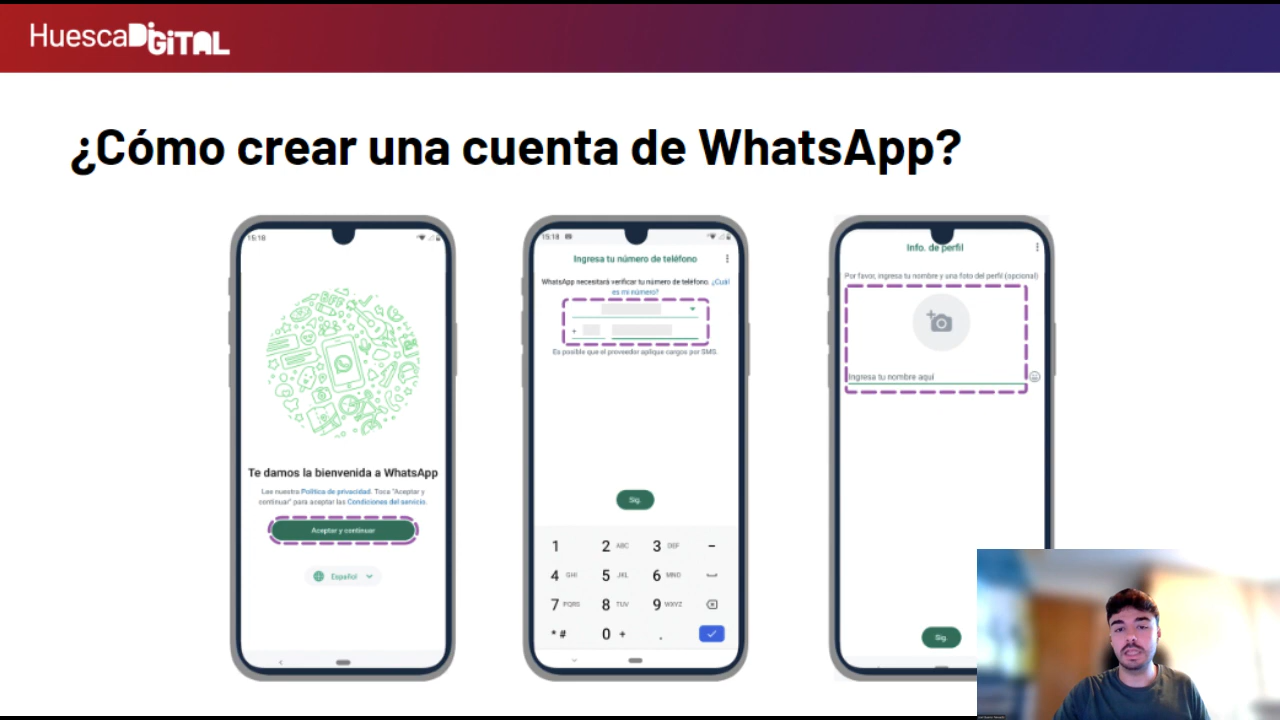 HuescaDiGiTAL
¿Cómo crear una cuenta de WhatsApp?
15:18
Te damos la bienvenida a WhatsApp
Lee nuestra Política de privacidad. Toca "Aceptar y
continuar" para aceptar las Condiciones del servicio.
Aceptar y continuar
Español
15:18
Ingresa tu número de teléfono
WhatsApp necesitará verificar tu número de teléfono. ¿Cuál
es mi número?
+
Es posible que el proveedor aplique cargos por SMS.
Sig.
1 2 ABC 3 DEF -
4 GHI 5 JKL 6 MNO
7 PQRS 8 TUV 9 WXYZ
* # 0 + .
Info. de perfil
Por favor, ingresa tu nombre y una foto del perfil (opcional)
Ingresa tu nombre aquí
Sig.